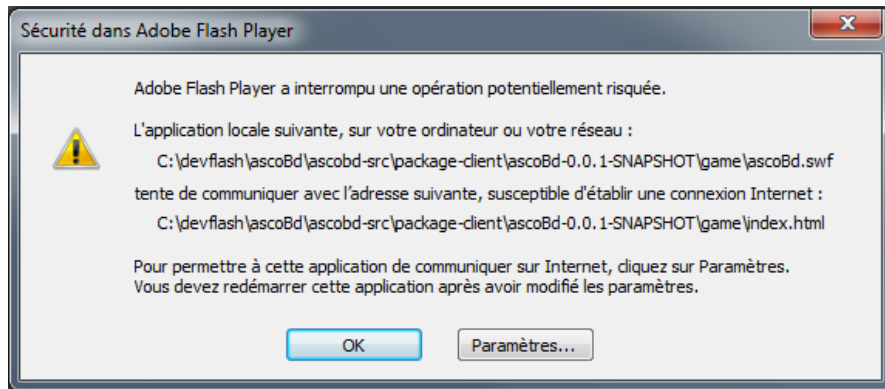 Sécurité dans Adobe Flash Player
Adobe Flash Player a interrompu une opération potentiellement risquée.
L'application locale suivante, sur votre ordinateur ou votre réseau :
C:\devflash\ascoBd\ascobd-src\package-client\ascoBd-0.0.1-SNAPSHOT\game\ascoBd.swf
tente de communiquer avec l’adresse suivante, susceptible d'établir une connexion Internet :
C:\devflash\ascoBd\ascobd-src\package-client\ascoBd-0.0.1-SNAPSHOT\game\index.html
Pour permettre à cette application de communiquer sur Internet, cliquez sur Paramètres.
Vous devez redémarrer cette application après avoir modifié les paramètres.
OK
Paramètres...